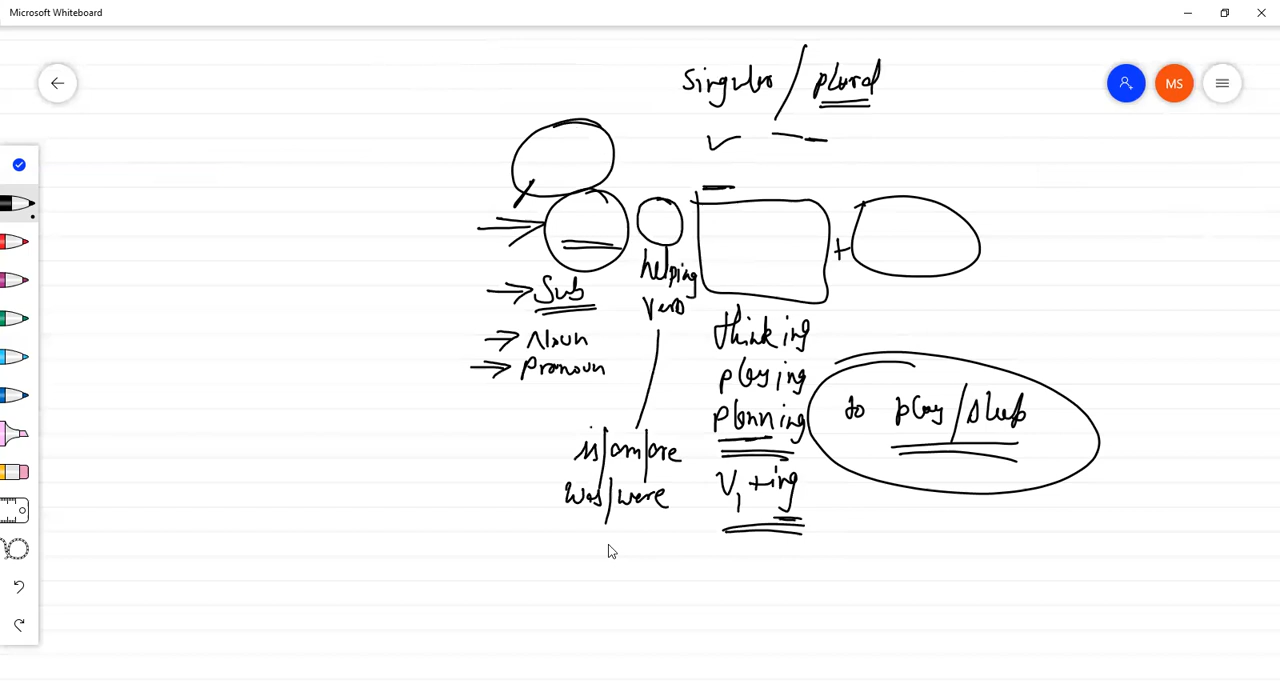 Microsoft Whiteboard
MS
Singular / plural
helping
verb
Sub
Noun
Pronoun
thinking
playing
planning
to play/sleep
is/am/are
was/were
V1 + ing